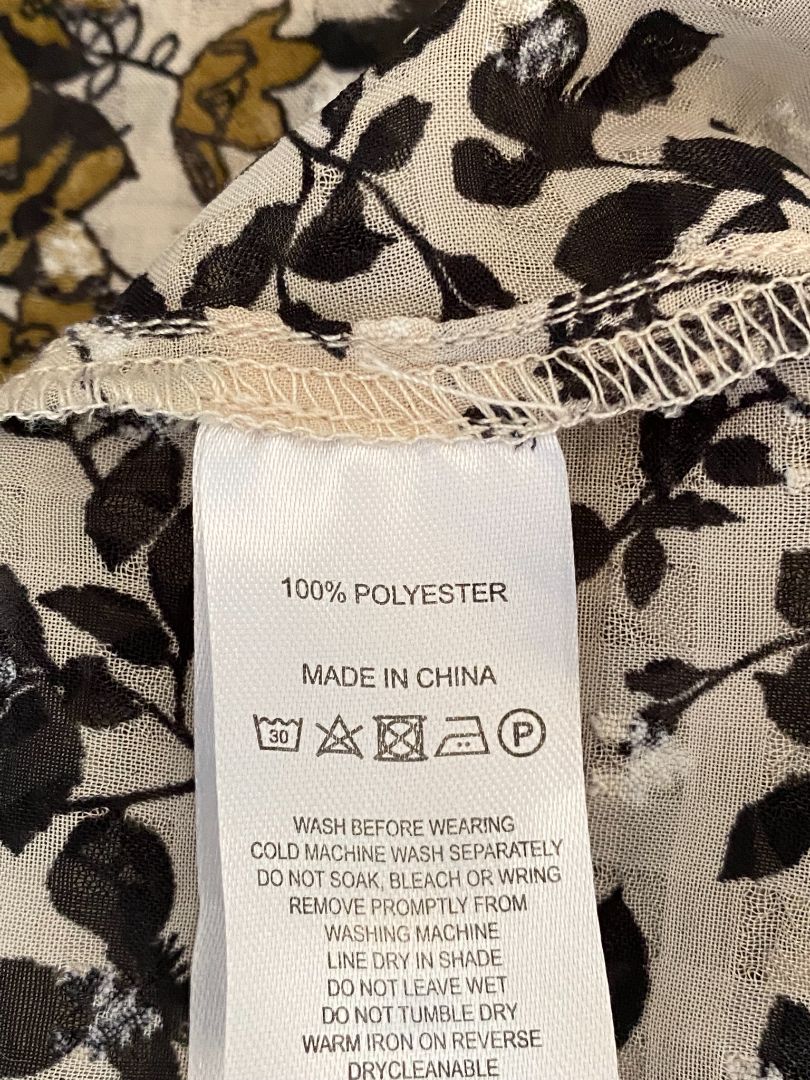 100% POLYESTER
MADE IN CHINA
30 P
WASH BEFORE WEARING
COLD MACHINE WASH SEPARATELY
DO NOT SOAK, BLEACH OR WRING
REMOVE PROMPTLY FROM
WASHING MACHINE
LINE DRY IN SHADE
DO NOT LEAVE WET
DO NOT TUMBLE DRY
WARM IRON ON REVERSE
DRYCLEANABLE